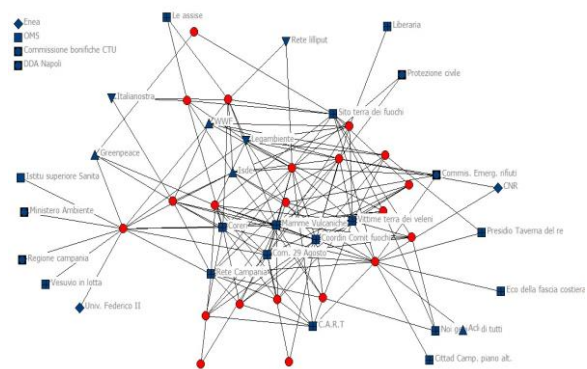 Enea
OMS
Commissione bonifiche CTU
DDA Napoli
Le assise
Rete lilliput
Liberaria
Protezione civile
Italianostra
Sito terra dei fuochi
WWF
Legambiente
Greenpeace
Isde
Commis. Emerg. rifiuti
CNR
Istitu superiore Sanita
Ministero Ambiente
Mamme Vulcaniche
Vittime terra dei veleni
Presidio Taverna del re
Coordin Comit fuochi
Com. 29 Agosto
Regione campania
Rete Campania
Vesuvio in lotta
Eco della fascia costiera
Univ. Federico II
C.A.R.T
Noi
di tutti
Cittad Camp. piano alt.